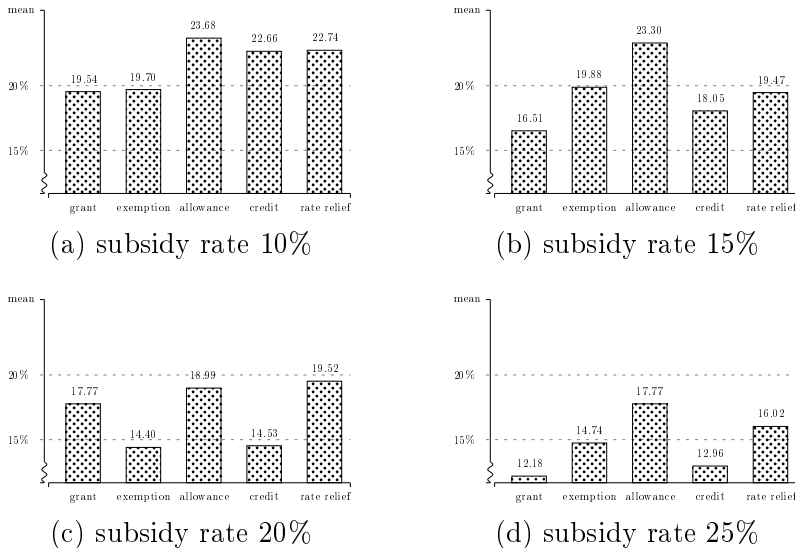 mean
23.68
22.66
22.74
19.54
19.70
20%
15%
grant exemption allowance credit rate relief
(a) subsidy rate 10%
mean
23.30
19.88
19.47
18.05
16.51
20%
15%
grant exemption allowance credit rate relief
(b) subsidy rate 15%
mean
19.52
18.99
17.77
14.40
14.53
20%
15%
grant exemption allowance credit rate relief
(c) subsidy rate 20%
mean
17.77
16.02
14.74
12.96
12.18
20%
15%
grant exemption allowance credit rate relief
(d) subsidy rate 25%